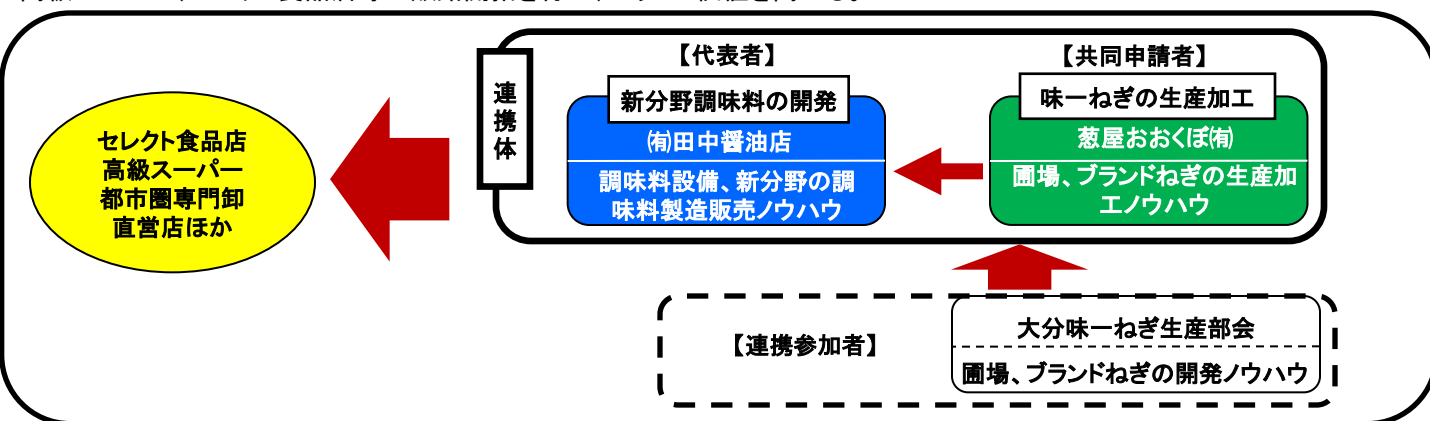 セレクト食品店
高級スーパー
都市圏専門卸
直営店ほか
連
携
体
【代表者】
新分野調味料の開発
㈲田中醤油店
調味料設備、新分野の調
味料製造販売ノウハウ
【共同申請者】
味一ねぎの生産加工
葱屋おおくぼ㈲
圃場、ブランドねぎの生産加
工ノウハウ
【連携参加者】
大分味一ねぎ生産部会
圃場、ブランドねぎの開発ノウハウ